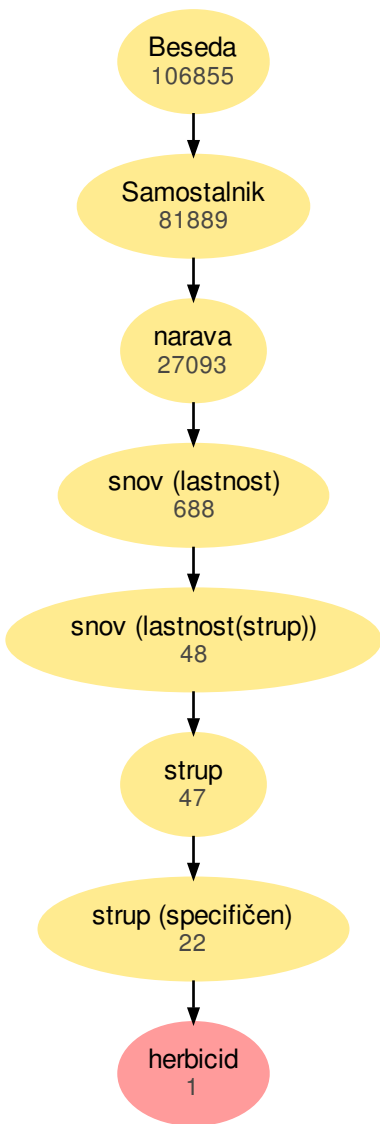 Beseda
106855
Samostalnik
81889
narava
27093
snov (lastnost)
688
snov (lastnost(strup))
48
strup
47
strup (specifičen)
22
herbicid
1